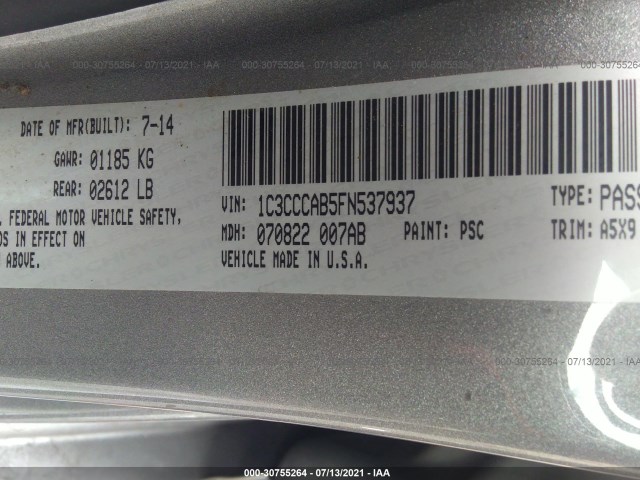 000-30755264 - 07/13/2021 - IAA
DATE OF MFR(BUILT): 7-14
GAWR: 01185 KG
REAR: 02612 LB
FEDERAL MOTOR VEHICLE SAFETY,
IN EFFECT ON
ABOVE.
VIN: 1C3CCCAB5FN537937
TYPE: PASS
MDH: 070822 007AB
PAINT: PSC
TRIM: A5X9
VEHICLE MADE IN U.S.A.
000-30755264 - 07/13/2021 - IAA
000-30755264 - 07/13/2021 - IAA